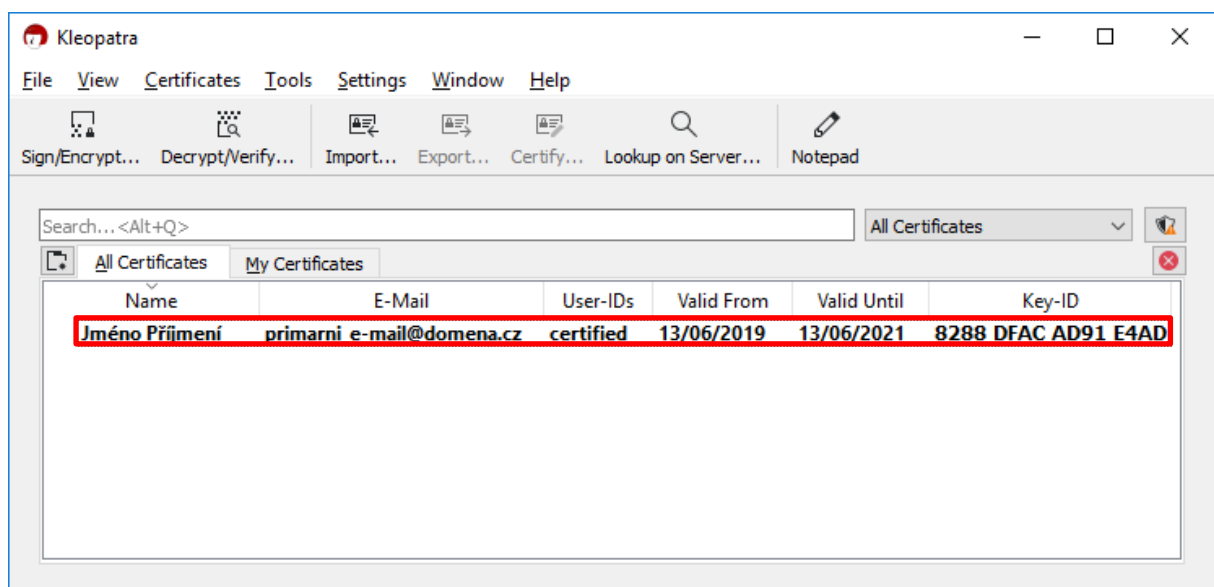 Kleopatra
File View Certificates Tools Settings Window Help
Sign/Encrypt... Decrypt/Verify... Import... Export... Certify... Lookup on Server... Notepad
Search...<Alt+Q> All Certificates
All Certificates My Certificates
Name E-Mail User-IDs Valid From Valid Until Key-ID
Jméno Příjmení primarni_e-mail@domena.cz certified 13/06/2019 13/06/2021 8288 DFAC AD91 E4AD